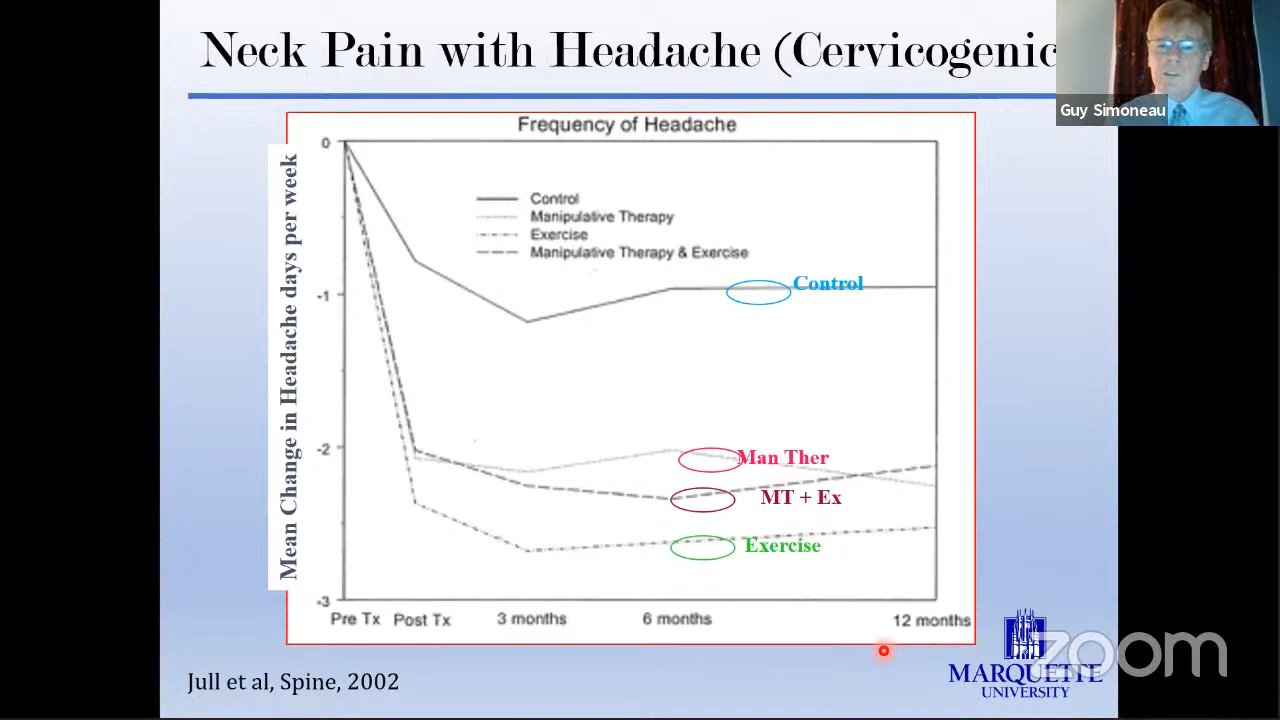 Neck Pain with Headache (Cervicogenic
Guy Simoneau
Frequency of Headache
Mean Change in Headache days per week
0
-1
-2
-3
Control
Manipulative Therapy
Exercise
Manipulative Therapy & Exercise
Control
Man Ther
MT + Ex
Exercise
Pre Tx Post Tx 3 months 6 months 12 months
Jull et al, Spine, 2002
MARQUETTE
UNIVERSITY
zoom